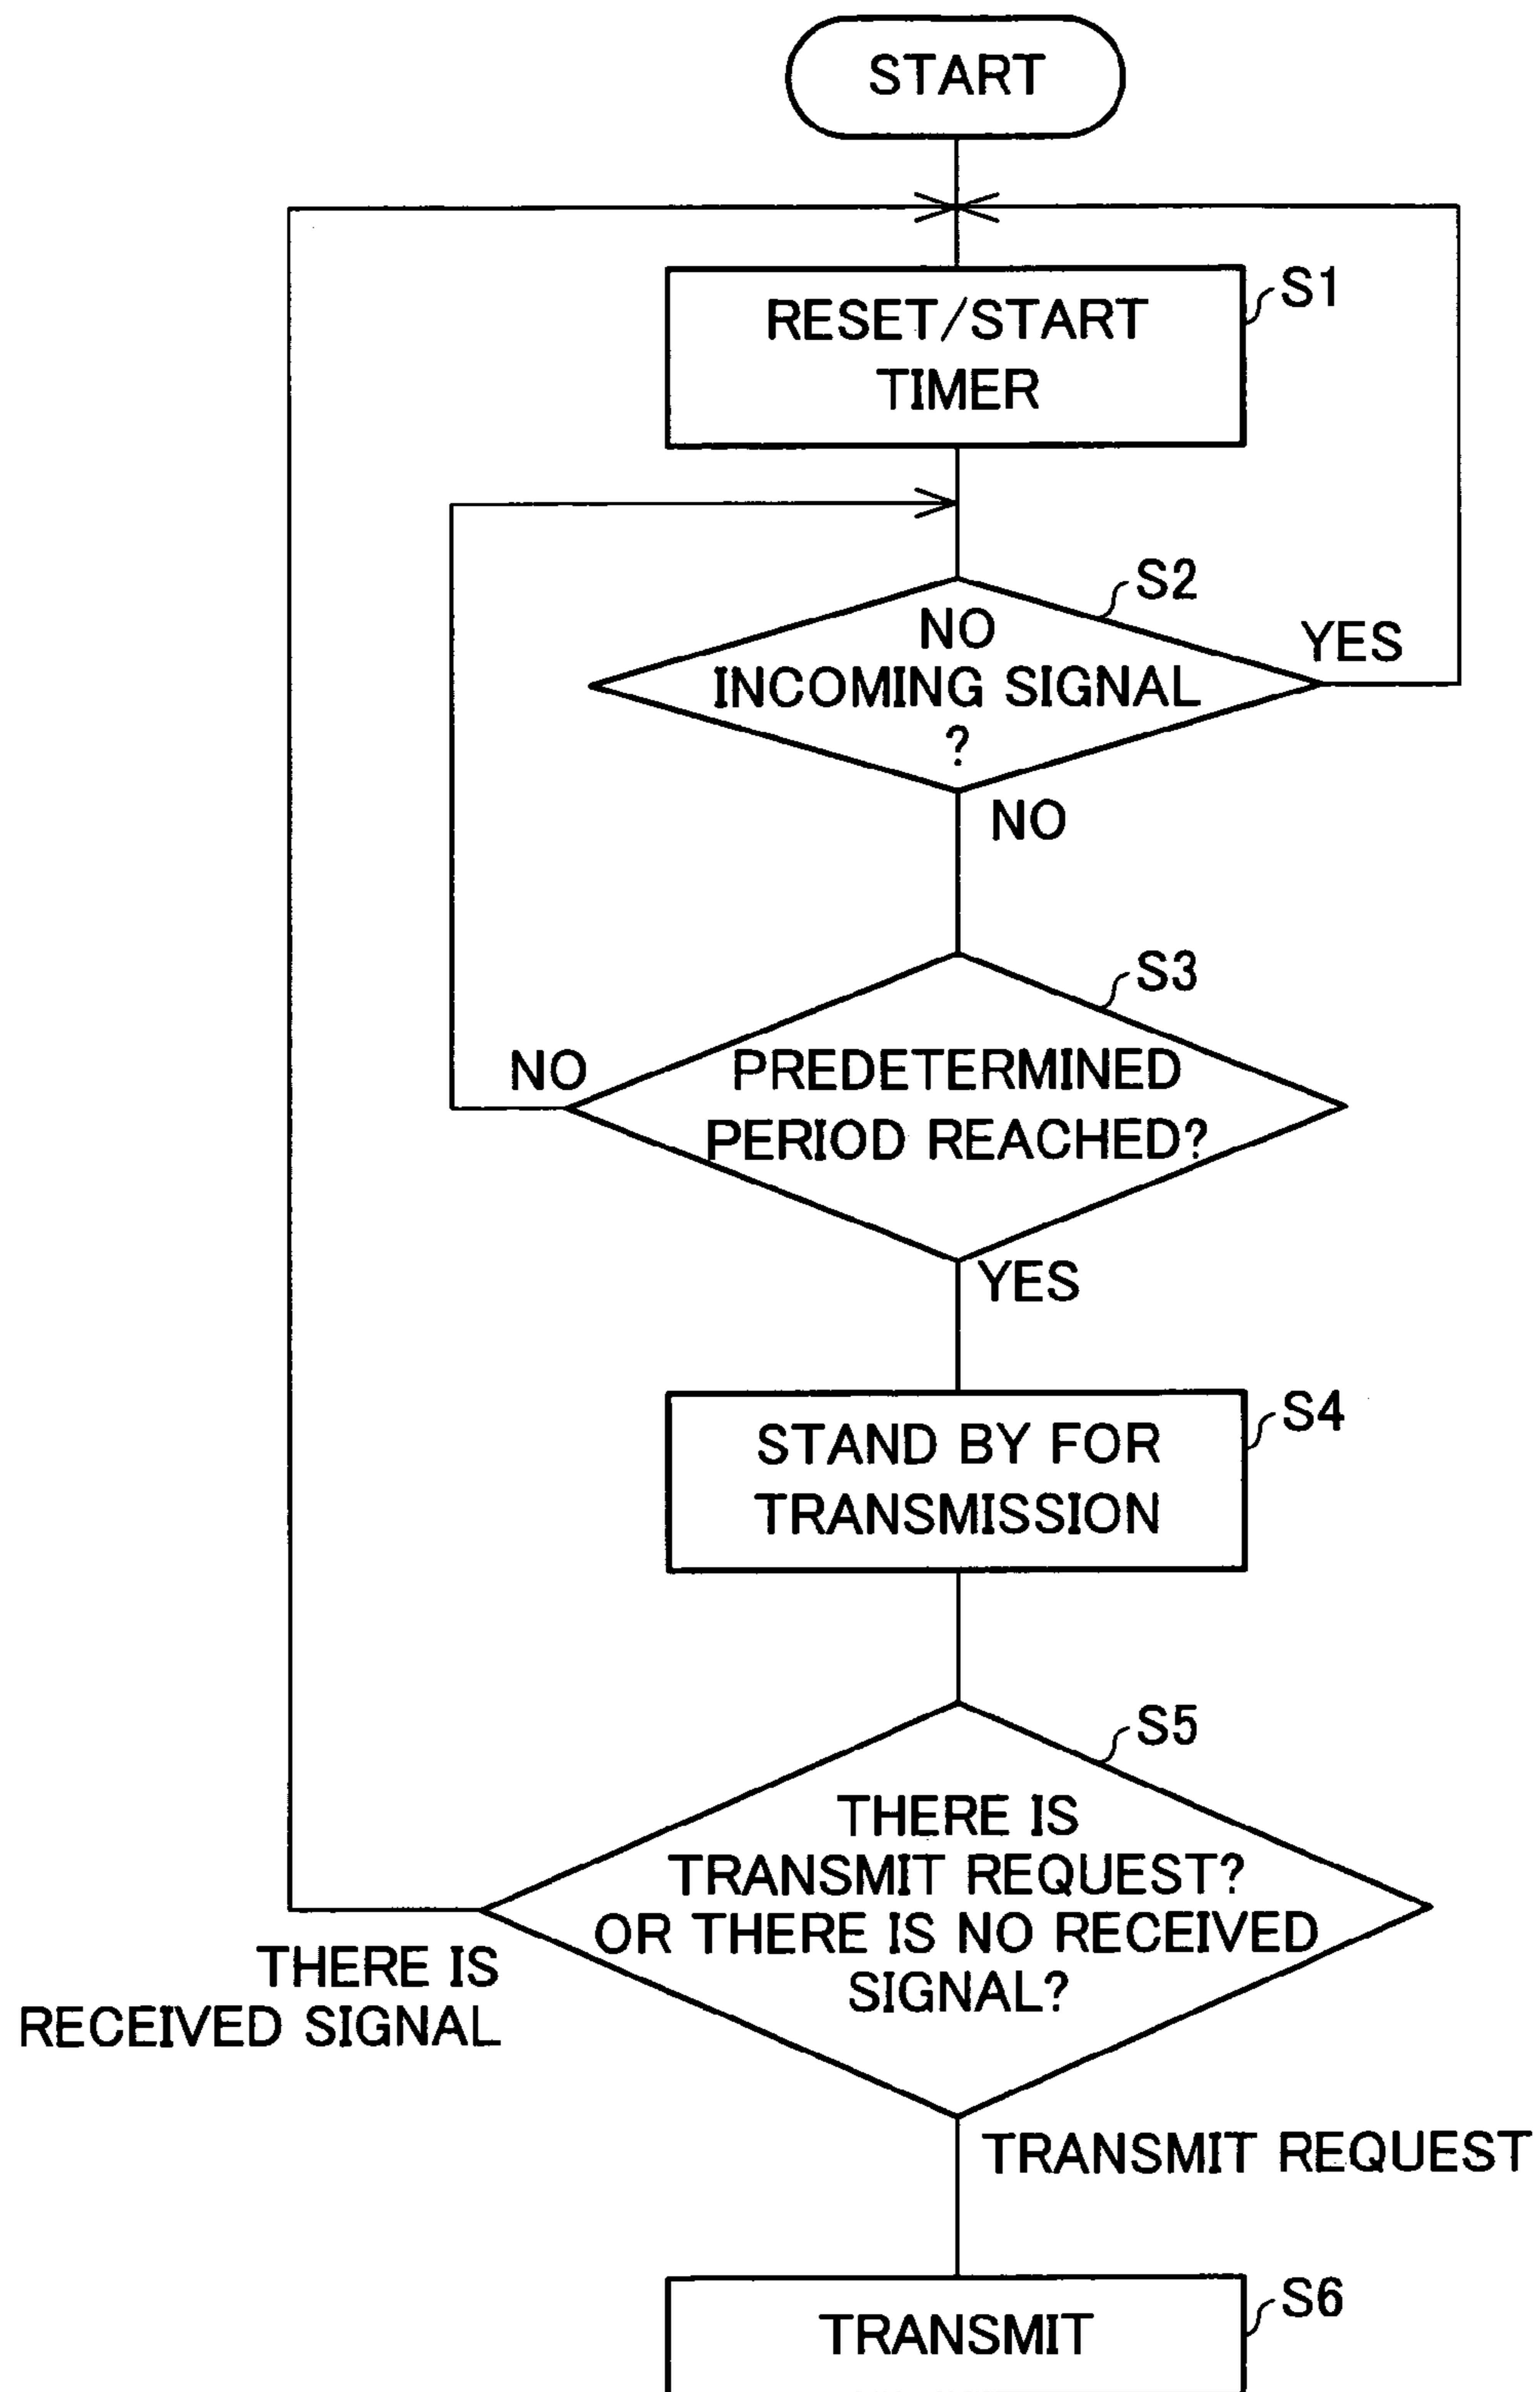 START
RESET/START
TIMER
S1
S2
NO
INCOMING SIGNAL
?
YES
NO
S3
PREDETERMINED
PERIOD REACHED?
NO
YES
STAND BY FOR
TRANSMISSION
S4
S5
THERE IS
TRANSMIT REQUEST?
OR THERE IS NO RECEIVED
SIGNAL?
THERE IS
RECEIVED SIGNAL
TRANSMIT REQUEST
TRANSMIT
S6